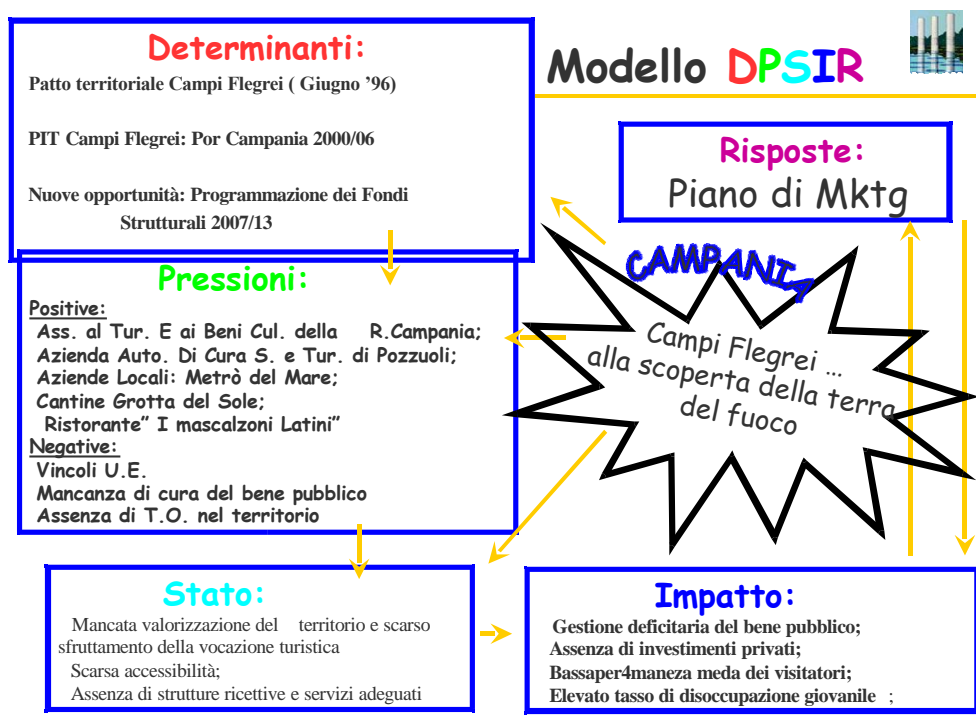 Modello DPSIR
Determinanti:
Patto territoriale Campi Flegrei ( Giugno '96)
PIT Campi Flegrei: Por Campania 2000/06
Nuove opportunità: Programmazione dei Fondi
Strutturali 2007/13
Pressioni:
Positive:
Ass. al Tur. E ai Beni Cul. della R.Campania;
Azienda Auto. Di Cura S. e Tur. di Pozzuoli;
Aziende Locali: Metrò del Mare;
Cantine Grotta del Sole;
Ristorante" I mascalzoni Latini"
Negative:
Vincoli U.E.
Mancanza di cura del bene pubblico
Assenza di T.O. nel territorio
Risposte:
Piano di Mktg
CAMPANIA
Campi Flegrei …
alla scoperta della terra
del fuoco
Stato:
Mancata valorizzazione del territorio e scarso
sfruttamento della vocazione turistica
Scarsa accessibilità;
Assenza di strutture ricettive e servizi adeguati
Impatto:
Gestione deficitaria del bene pubblico;
Assenza di investimenti privati;
Bassaper4maneza meda dei visitatori;
Elevato tasso di disoccupazione giovanile ;